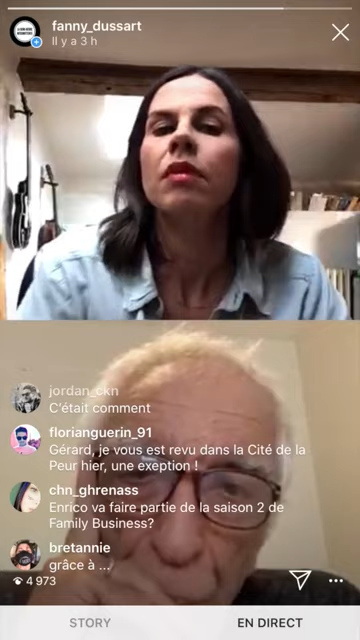 fanny_dussart
Il y a 3 h
jordan_ckn
C'était comment
florianguerin_91
Gérard, je vous est revu dans la Cité de la
Peur hier, une exeption !
chn_ghrenass
Enrico va faire partie de la saison 2 de
Family Business?
bretannie
grâce à ...
4 973
STORY
EN DIRECT